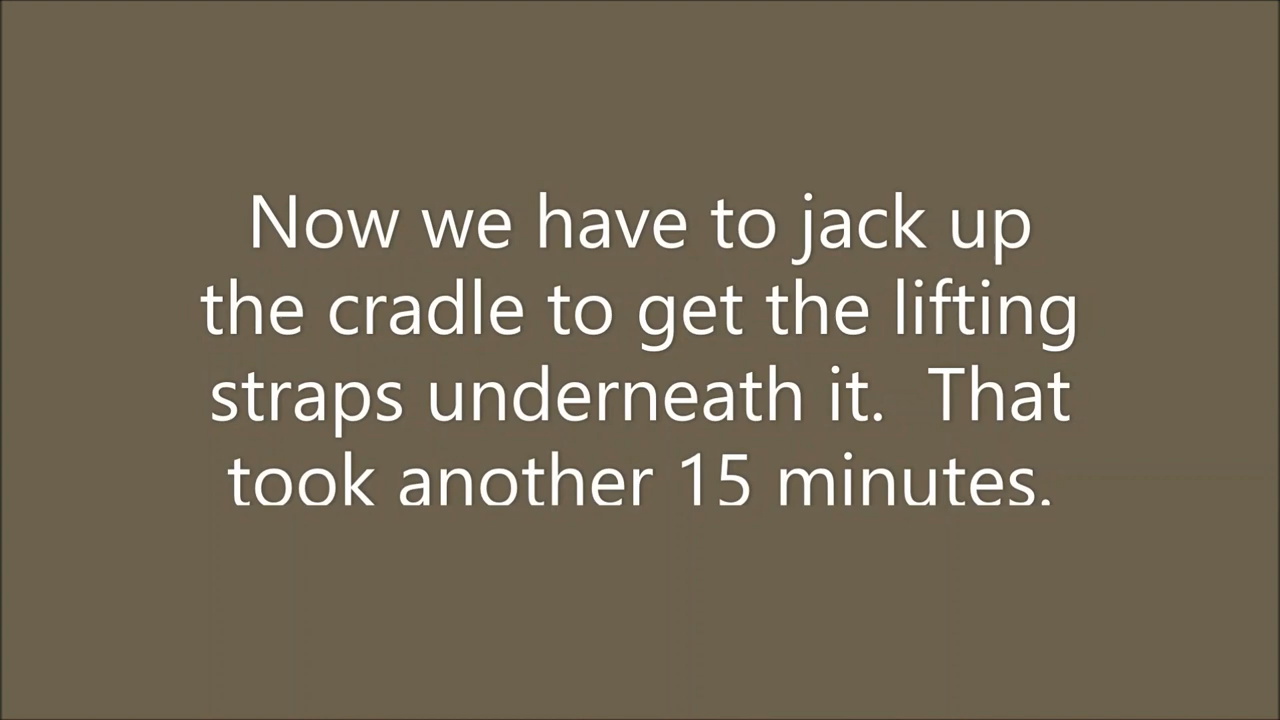 Now we have to jack up
the cradle to get the lifting
straps underneath it.  That
took another 15 minutes.